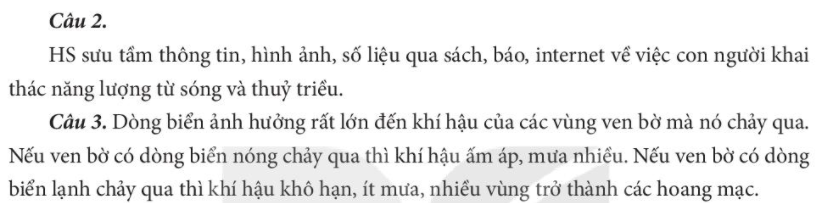 Câu 2.
HS sưu tầm thông tin, hình ảnh, số liệu qua sách, báo, internet về việc con người khai
thác năng lượng từ sóng và thuỷ triều.
Câu 3. Dòng biển ảnh hưởng rất lớn đến khí hậu của các vùng ven bờ mà nó chảy qua.
Nếu ven bờ có dòng biển nóng chảy qua thì khí hậu ấm áp, mưa nhiều. Nếu ven bờ có dòng
biển lạnh chảy qua thì khí hậu khô hạn, ít mưa, nhiều vùng trở thành các hoang mạc.